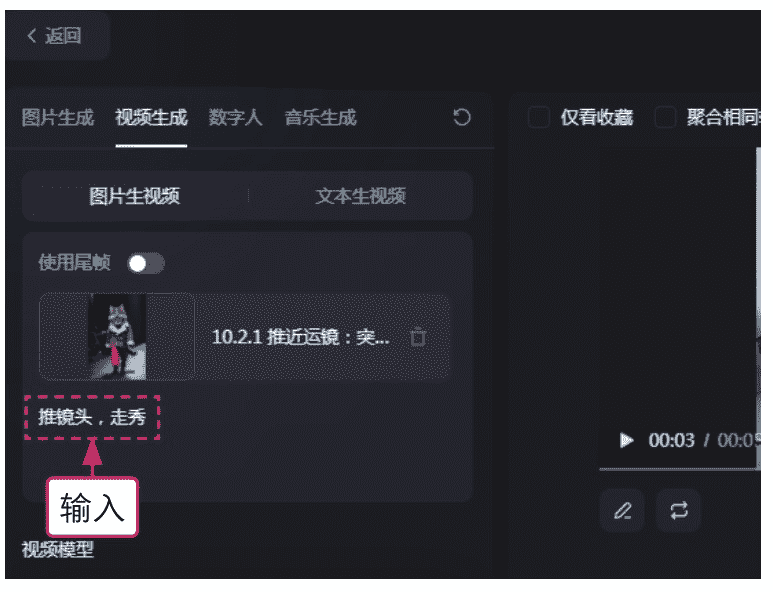 返回
图片生成 视频生成 数字人 音乐生成
仅看收藏 聚合相同
图片生视频 文本生视频
使用尾帧
10.2.1 推近运镜：突...
推镜头，走秀
00:03 / 00:05
输入
视频模型